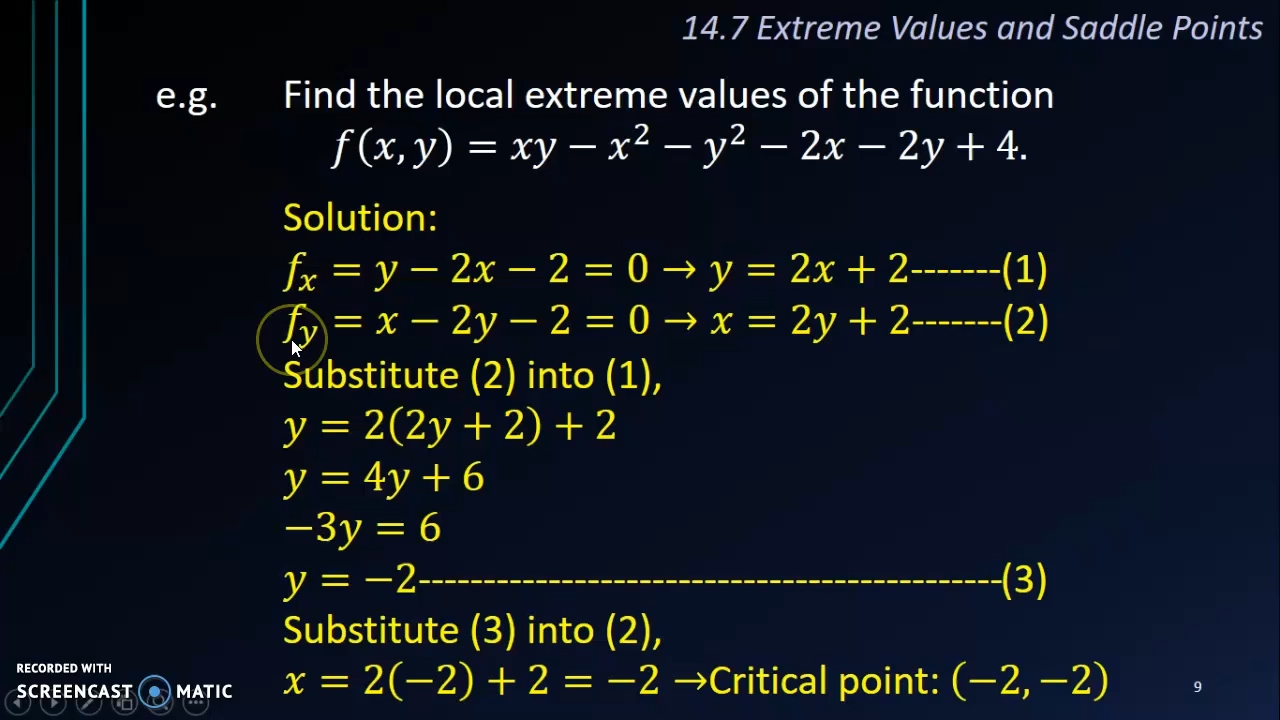 14.7 Extreme Values and Saddle Points
e.g. Find the local extreme values of the function
f(x, y) = xy − x² − y² − 2x − 2y + 4.
Solution:
fₓ = y − 2x − 2 = 0 → y = 2x + 2-------(1)
f_y = x − 2y − 2 = 0 → x = 2y + 2-------(2)
Substitute (2) into (1),
y = 2(2y + 2) + 2
y = 4y + 6
−3y = 6
y = −2---------------------------------------------(3)
Substitute (3) into (2),
x = 2(−2) + 2 = −2 →Critical point: (−2, −2)
RECORDED WITH
SCREENCAST MATIC
9